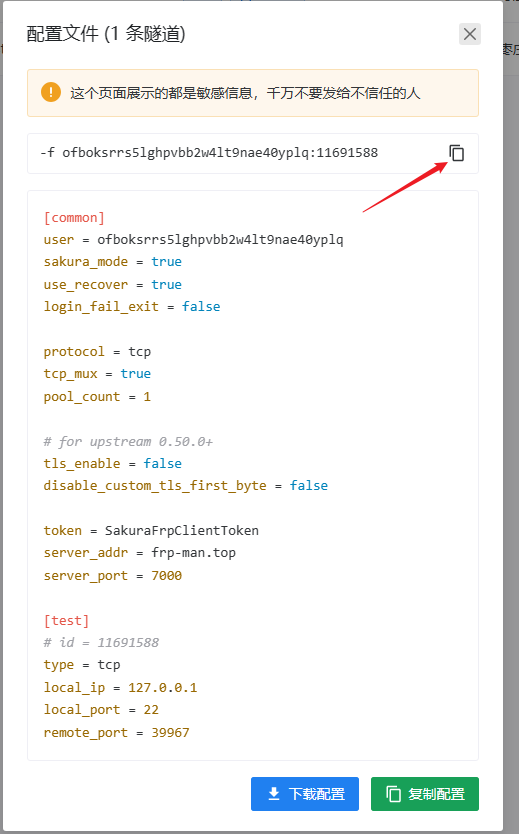 配置文件 (1 条隧道)
这个页面展示的都是敏感信息，千万不要发给不信任的人
-f ofboksrrs5lghpvbb2w4lt9nae40yplq:11691588
[common]
user = ofboksrrs5lghpvbb2w4lt9nae40yplq
sakura_mode = true
use_recover = true
login_fail_exit = false
protocol = tcp
tcp_mux = true
pool_count = 1
# for upstream 0.50.0+
tls_enable = false
disable_custom_tls_first_byte = false
token = SakuraFrpClientToken
server_addr = frp-man.top
server_port = 7000
[test]
# id = 11691588
type = tcp
local_ip = 127.0.0.1
local_port = 22
remote_port = 39967
下载配置
复制配置